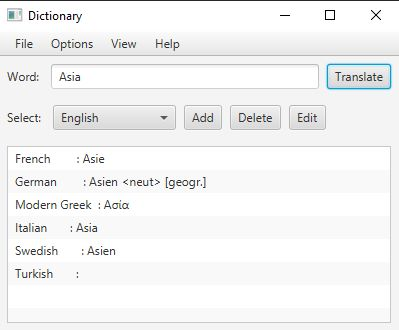 Dictionary
File Options View Help
Word: Asia Translate
Select: English Add Delete Edit
French : Asie
German : Asien <neut> [geogr.]
Modern Greek : Ασία
Italian : Asia
Swedish : Asien
Turkish :